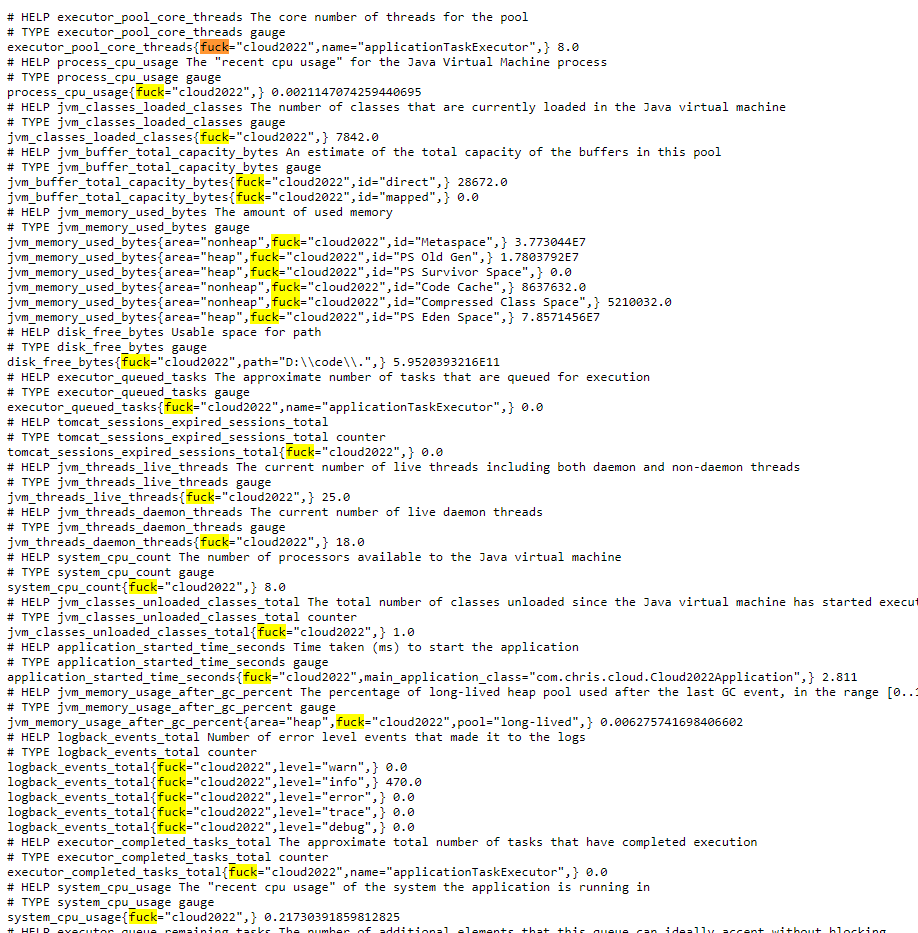 # HELP executor_pool_core_threads The core number of threads for the pool
# TYPE executor_pool_core_threads gauge
executor_pool_core_threads{fuck="cloud2022",name="applicationTaskExecutor",} 8.0
# HELP process_cpu_usage The "recent cpu usage" for the Java Virtual Machine process
# TYPE process_cpu_usage gauge
process_cpu_usage{fuck="cloud2022",} 0.0021147074259440695
# HELP jvm_classes_loaded_classes The number of classes that are currently loaded in the Java virtual machine
# TYPE jvm_classes_loaded_classes gauge
jvm_classes_loaded_classes{fuck="cloud2022",} 7842.0
# HELP jvm_buffer_total_capacity_bytes An estimate of the total capacity of the buffers in this pool
# TYPE jvm_buffer_total_capacity_bytes gauge
jvm_buffer_total_capacity_bytes{fuck="cloud2022",id="direct",} 28672.0
jvm_buffer_total_capacity_bytes{fuck="cloud2022",id="mapped",} 0.0
# HELP jvm_memory_used_bytes The amount of used memory
# TYPE jvm_memory_used_bytes gauge
jvm_memory_used_bytes{area="nonheap",fuck="cloud2022",id="Metaspace",} 3.773044E7
jvm_memory_used_bytes{area="heap",fuck="cloud2022",id="PS Old Gen",} 1.7803792E7
jvm_memory_used_bytes{area="heap",fuck="cloud2022",id="PS Survivor Space",} 0.0
jvm_memory_used_bytes{area="nonheap",fuck="cloud2022",id="Code Cache",} 8637632.0
jvm_memory_used_bytes{area="nonheap",fuck="cloud2022",id="Compressed Class Space",} 5210032.0
jvm_memory_used_bytes{area="heap",fuck="cloud2022",id="PS Eden Space",} 7.8571456E7
# HELP disk_free_bytes Usable space for path
# TYPE disk_free_bytes gauge
disk_free_bytes{fuck="cloud2022",path="D:\\code\\.",} 5.9520393216E11
# HELP executor_queued_tasks The approximate number of tasks that are queued for execution
# TYPE executor_queued_tasks gauge
executor_queued_tasks{fuck="cloud2022",name="applicationTaskExecutor",} 0.0
# HELP tomcat_sessions_expired_sessions_total
# TYPE tomcat_sessions_expired_sessions_total counter
tomcat_sessions_expired_sessions_total{fuck="cloud2022",} 0.0
# HELP jvm_threads_live_threads The current number of live threads including both daemon and non-daemon threads
# TYPE jvm_threads_live_threads gauge
jvm_threads_live_threads{fuck="cloud2022",} 25.0
# HELP jvm_threads_daemon_threads The current number of live daemon threads
# TYPE jvm_threads_daemon_threads gauge
jvm_threads_daemon_threads{fuck="cloud2022",} 18.0
# HELP system_cpu_count The number of processors available to the Java virtual machine
# TYPE system_cpu_count gauge
system_cpu_count{fuck="cloud2022",} 8.0
# HELP jvm_classes_unloaded_classes_total The total number of classes unloaded since the Java virtual machine has started execut
# TYPE jvm_classes_unloaded_classes_total counter
jvm_classes_unloaded_classes_total{fuck="cloud2022",} 1.0
# HELP application_started_time_seconds Time taken (ms) to start the application
# TYPE application_started_time_seconds gauge
application_started_time_seconds{fuck="cloud2022",main_application_class="com.chris.cloud.Cloud2022Application",} 2.811
# HELP jvm_memory_usage_after_gc_percent The percentage of long-lived heap pool used after the last GC event, in the range [0..1
# TYPE jvm_memory_usage_after_gc_percent gauge
jvm_memory_usage_after_gc_percent{area="heap",fuck="cloud2022",pool="long-lived",} 0.006275741698406602
# HELP logback_events_total Number of error level events that made it to the logs
# TYPE logback_events_total counter
logback_events_total{fuck="cloud2022",level="warn",} 0.0
logback_events_total{fuck="cloud2022",level="info",} 470.0
logback_events_total{fuck="cloud2022",level="error",} 0.0
logback_events_total{fuck="cloud2022",level="trace",} 0.0
logback_events_total{fuck="cloud2022",level="debug",} 0.0
# HELP executor_completed_tasks_total The approximate total number of tasks that have completed execution
# TYPE executor_completed_tasks_total counter
executor_completed_tasks_total{fuck="cloud2022",name="applicationTaskExecutor",} 0.0
# HELP system_cpu_usage The "recent cpu usage" of the system the application is running in
# TYPE system_cpu_usage gauge
system_cpu_usage{fuck="cloud2022",} 0.21730391859812825
# HELP executor_queue_remaining_tasks The number of additional elements that this queue can ideally accept without blocking